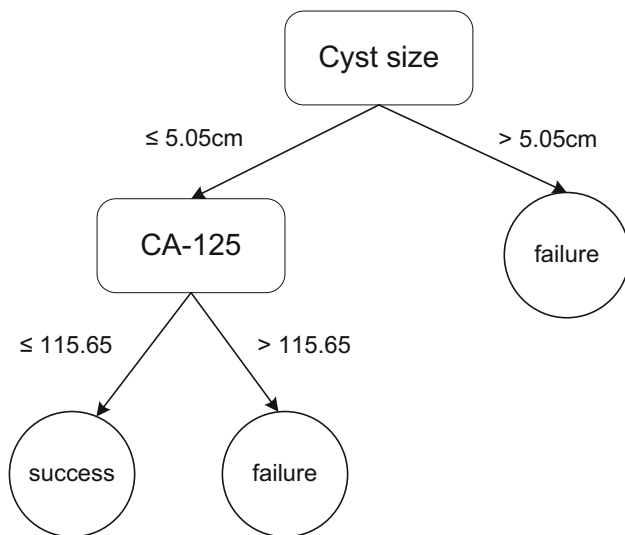 Cyst size
≤ 5.05cm
> 5.05cm
CA-125
failure
≤ 115.65
> 115.65
success
failure